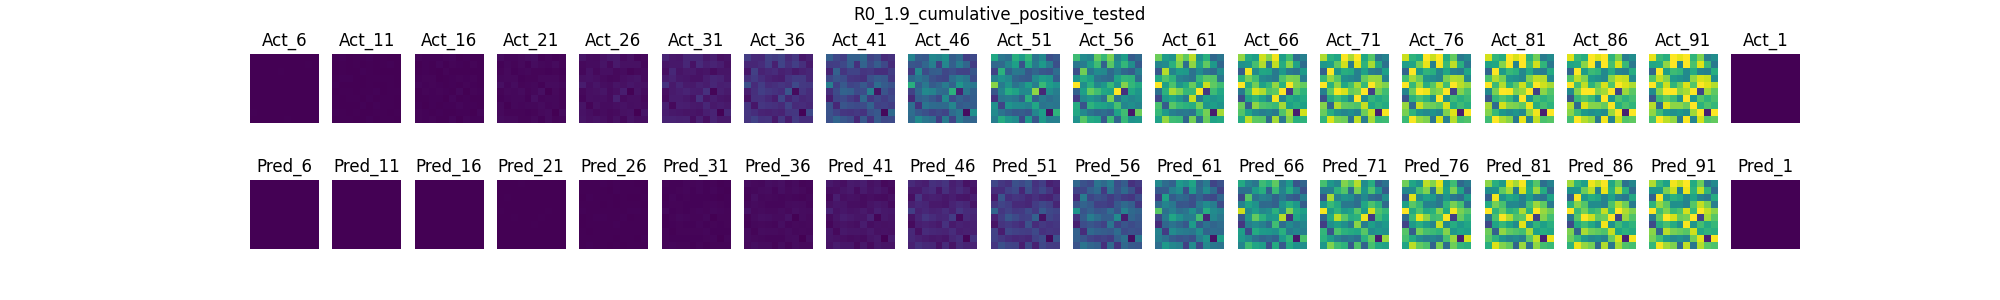 R0_1.9_cumulative_positive_tested
Act_6 Act_11 Act_16 Act_21 Act_26 Act_31 Act_36 Act_41 Act_46 Act_51 Act_56 Act_61 Act_66 Act_71 Act_76 Act_81 Act_86 Act_91 Act_1
Pred_6 Pred_11 Pred_16 Pred_21 Pred_26 Pred_31 Pred_36 Pred_41 Pred_46 Pred_51 Pred_56 Pred_61 Pred_66 Pred_71 Pred_76 Pred_81 Pred_86 Pred_91 Pred_1